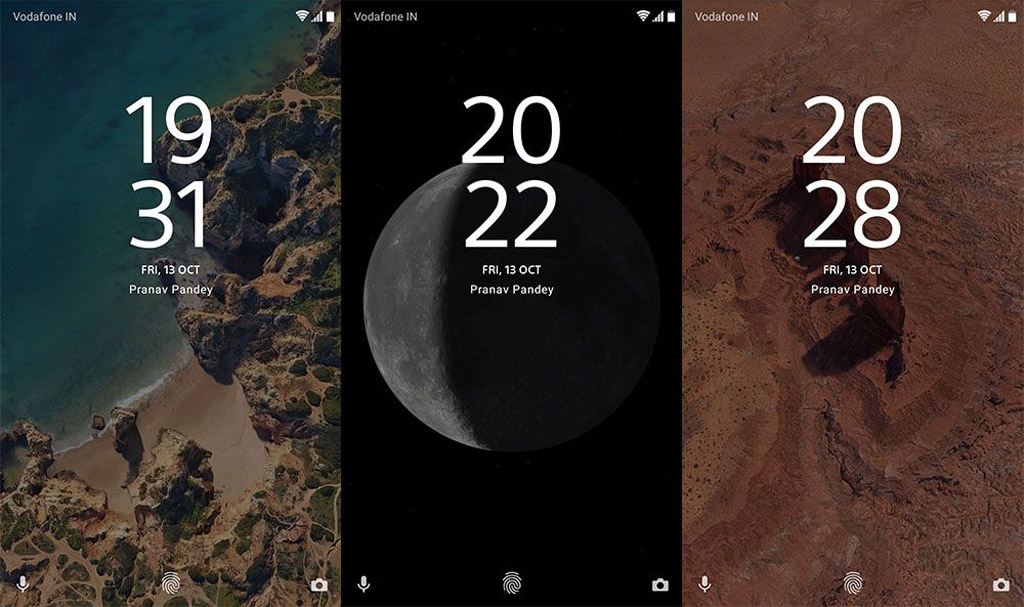 Vodafone IN
19
31
FRI, 13 OCT
Pranav Pandey
Vodafone IN
20
22
FRI, 13 OCT
Pranav Pandey
Vodafone IN
20
28
FRI, 13 OCT
Pranav Pandey